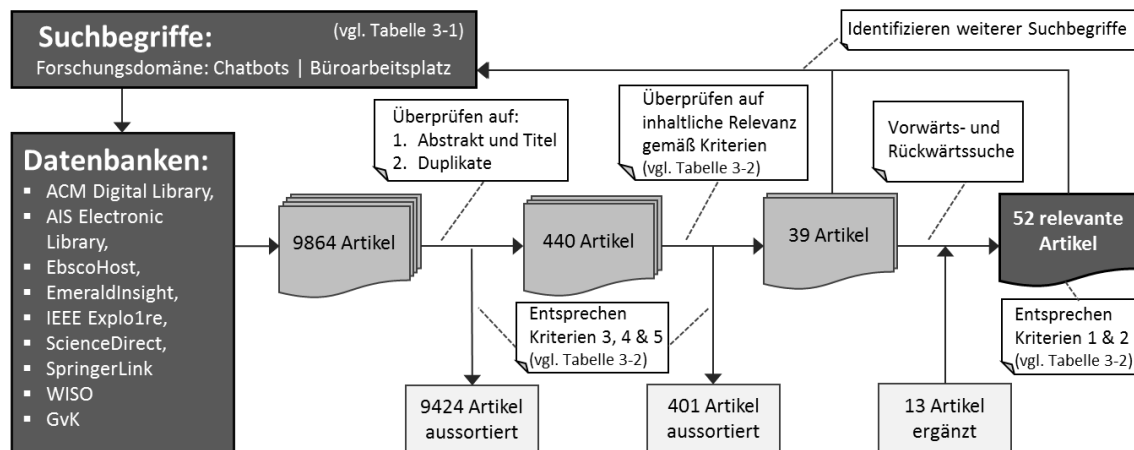 Suchbegriffe: (vgl. Tabelle 3-1)
Forschungsdomäne: Chatbots | Büroarbeitsplatz
Identifizieren weiterer Suchbegriffe
Datenbanken:
▪ ACM Digital Library,
▪ AIS Electronic
Library,
▪ EbscoHost,
▪ EmeraldInsight,
▪ IEEE Explo1re,
▪ ScienceDirect,
▪ SpringerLink
▪ WISO
▪ GvK
Überprüfen auf:
1. Abstrakt und Titel
2. Duplikate
Überprüfen auf
inhaltliche Relevanz
gemäß Kriterien
(vgl. Tabelle 3-2)
Vorwärts- und
Rückwärtssuche
9864 Artikel
440 Artikel
39 Artikel
52 relevante
Artikel
Entsprechen
Kriterien 3, 4 & 5
(vgl. Tabelle 3-2)
Entsprechen
Kriterien 1 & 2
(vgl. Tabelle 3-2)
9424 Artikel
aussortiert
401 Artikel
aussortiert
13 Artikel
ergänzt